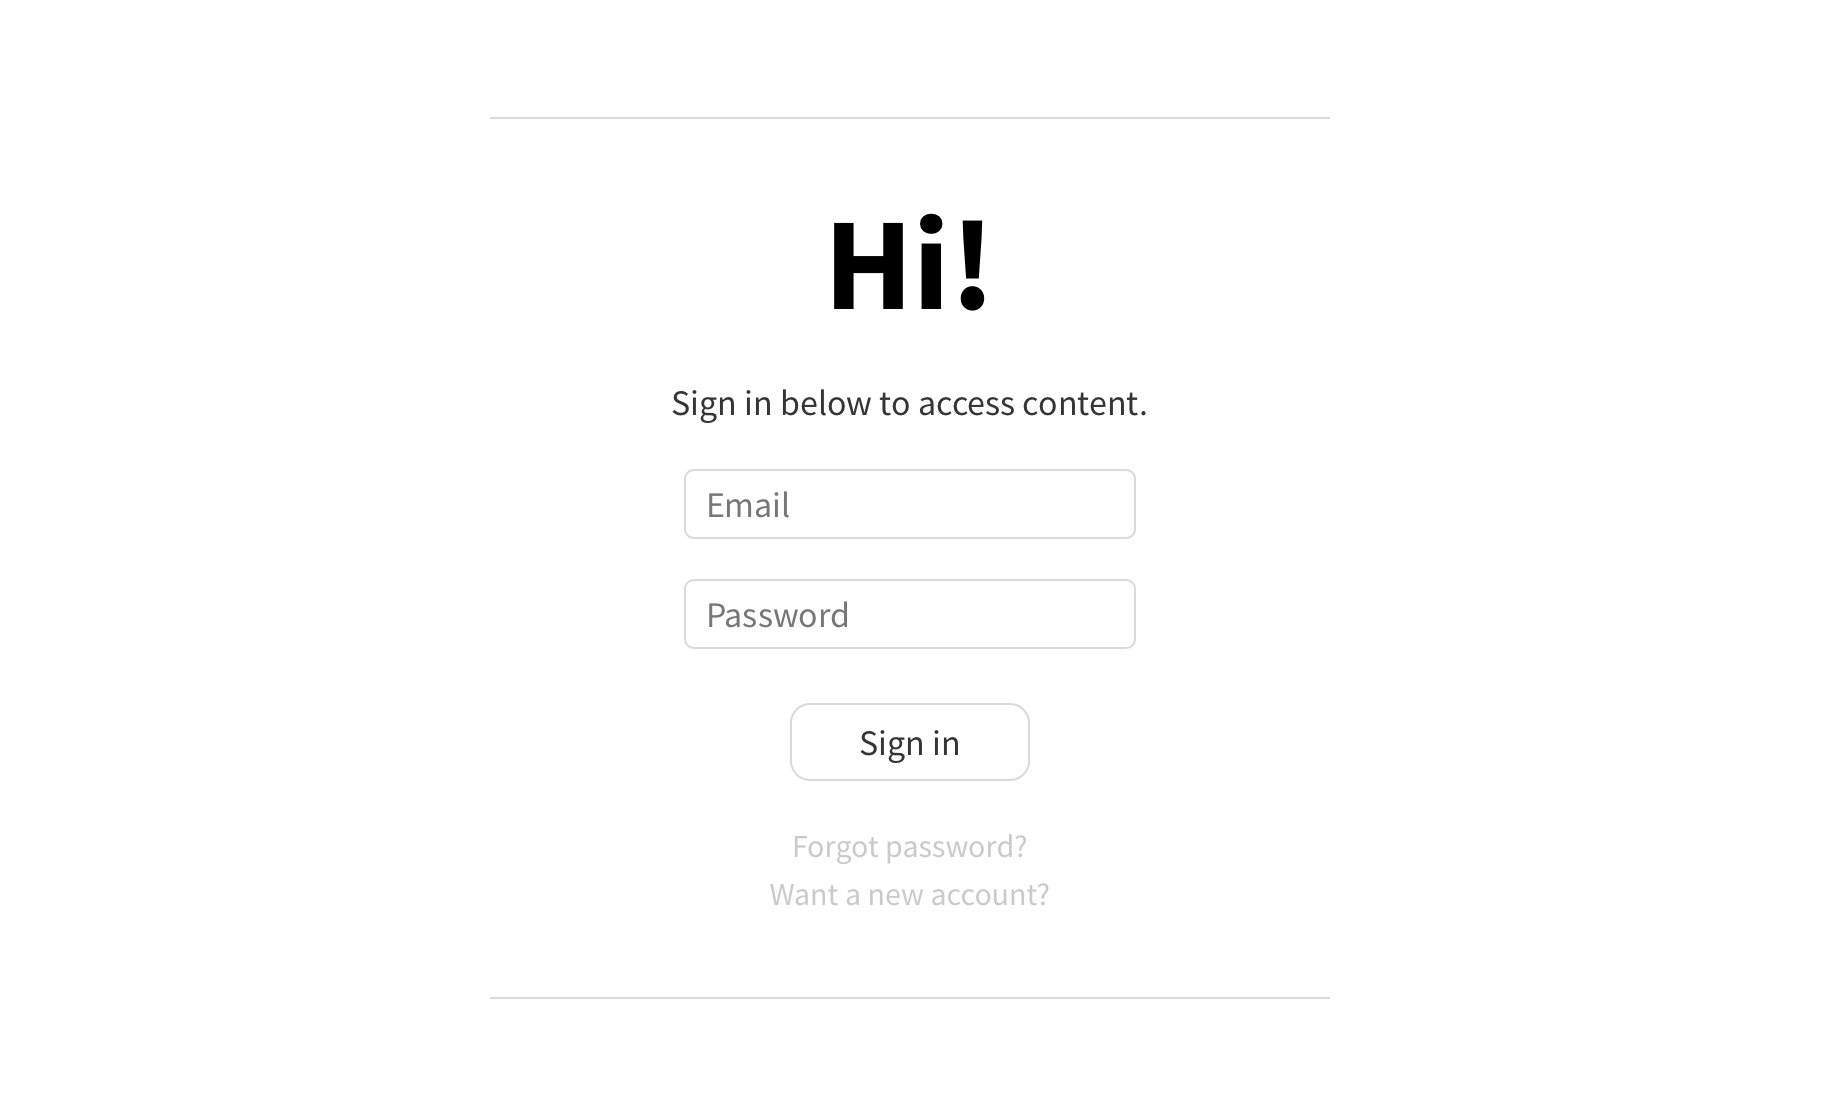 Hi!
Sign in below to access content.
Email
Password
Sign in
Forgot password?
Want a new account?